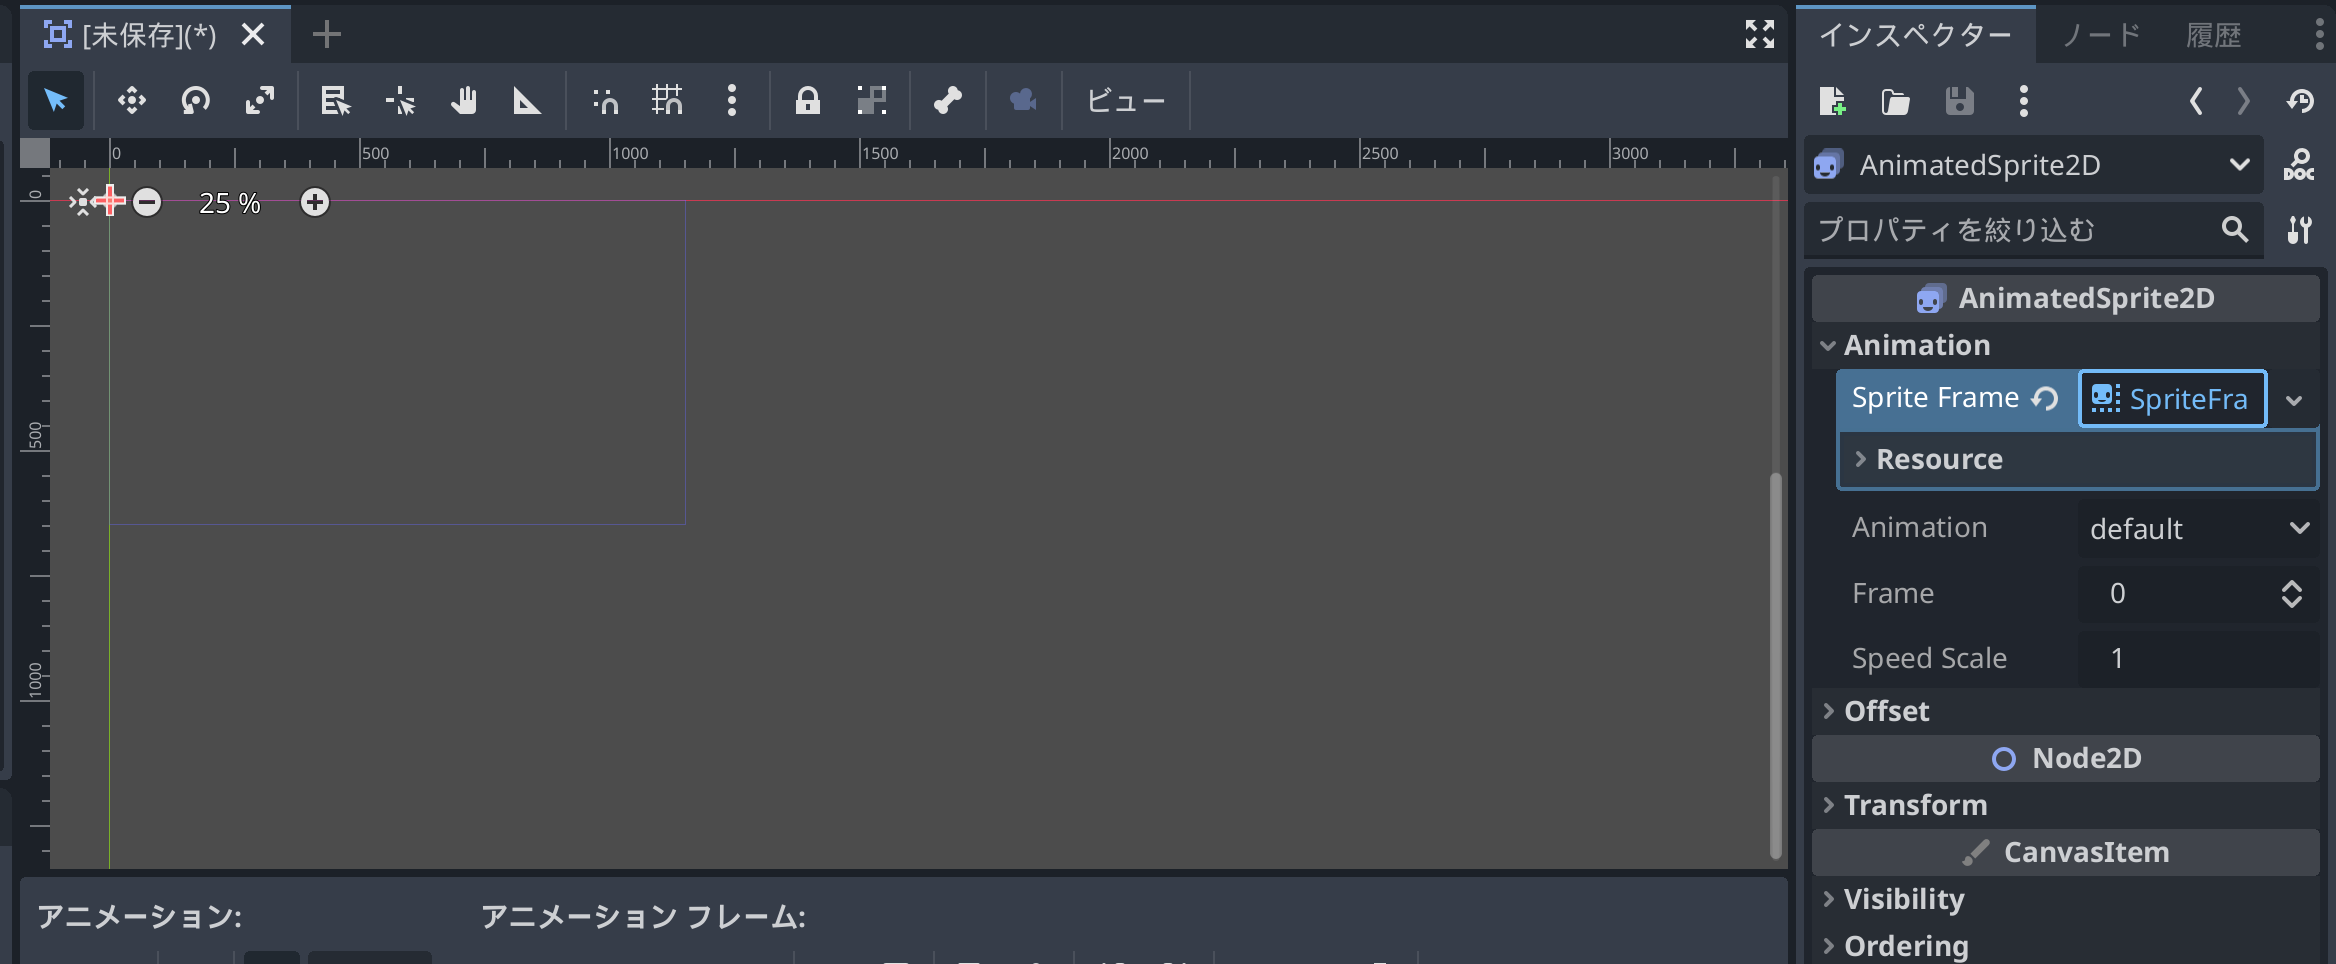 [未保存](*)
ビュー
0 500 1000 1500 2000 2500 3000
0
500
1000
25 %
アニメーション:
アニメーション フレーム:
インスペクター ノード 履歴
AnimatedSprite2D
DOC
プロパティを絞り込む
AnimatedSprite2D
Animation
Sprite Frame SpriteFra
Resource
Animation default
Frame 0
Speed Scale 1
Offset
Node2D
Transform
CanvasItem
Visibility
Ordering